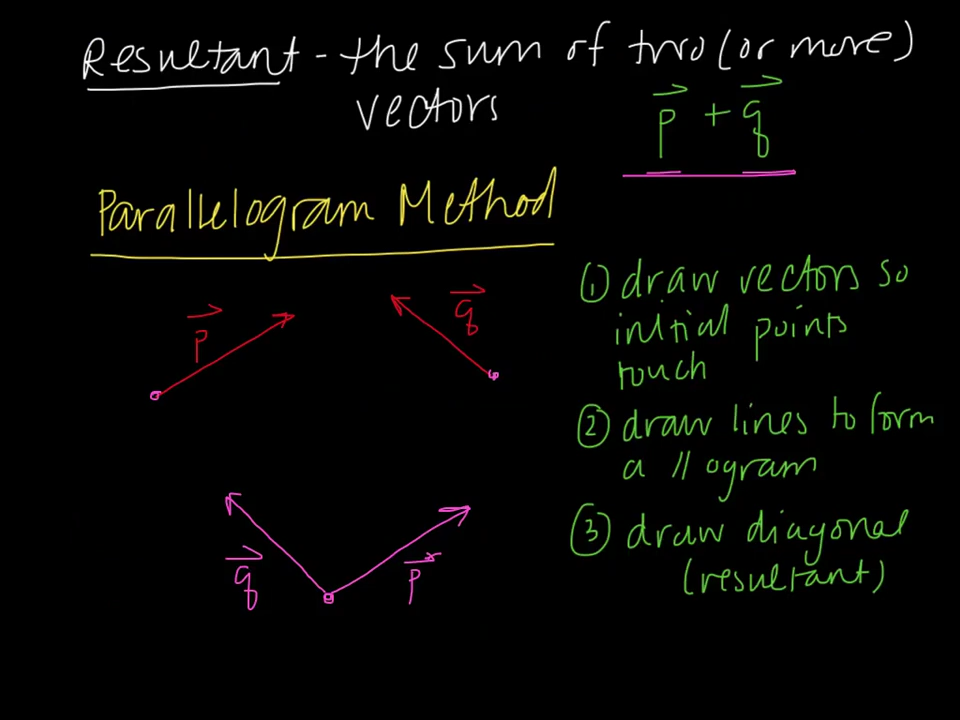 Resultant - the sum of two (or more)
vectors
p + q
Parallelogram Method
p
q
① draw vectors so
initial points
touch
② draw lines to form
a // ogram
③ draw diagonal
(resultant)
q
p